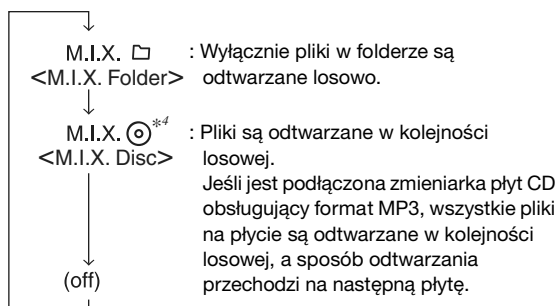 M.I.X. : Wyłącznie pliki w folderze są
<M.I.X. Folder> odtwarzane losowo.
M.I.X. *4 : Pliki są odtwarzane w kolejności
<M.I.X. Disc> losowej.
Jeśli jest podłączona zmieniarka płyt CD
obsługujący format MP3, wszystkie pliki
na płycie są odtwarzane w kolejności
losowej, a sposób odtwarzania
(off) przechodzi na następną płytę.